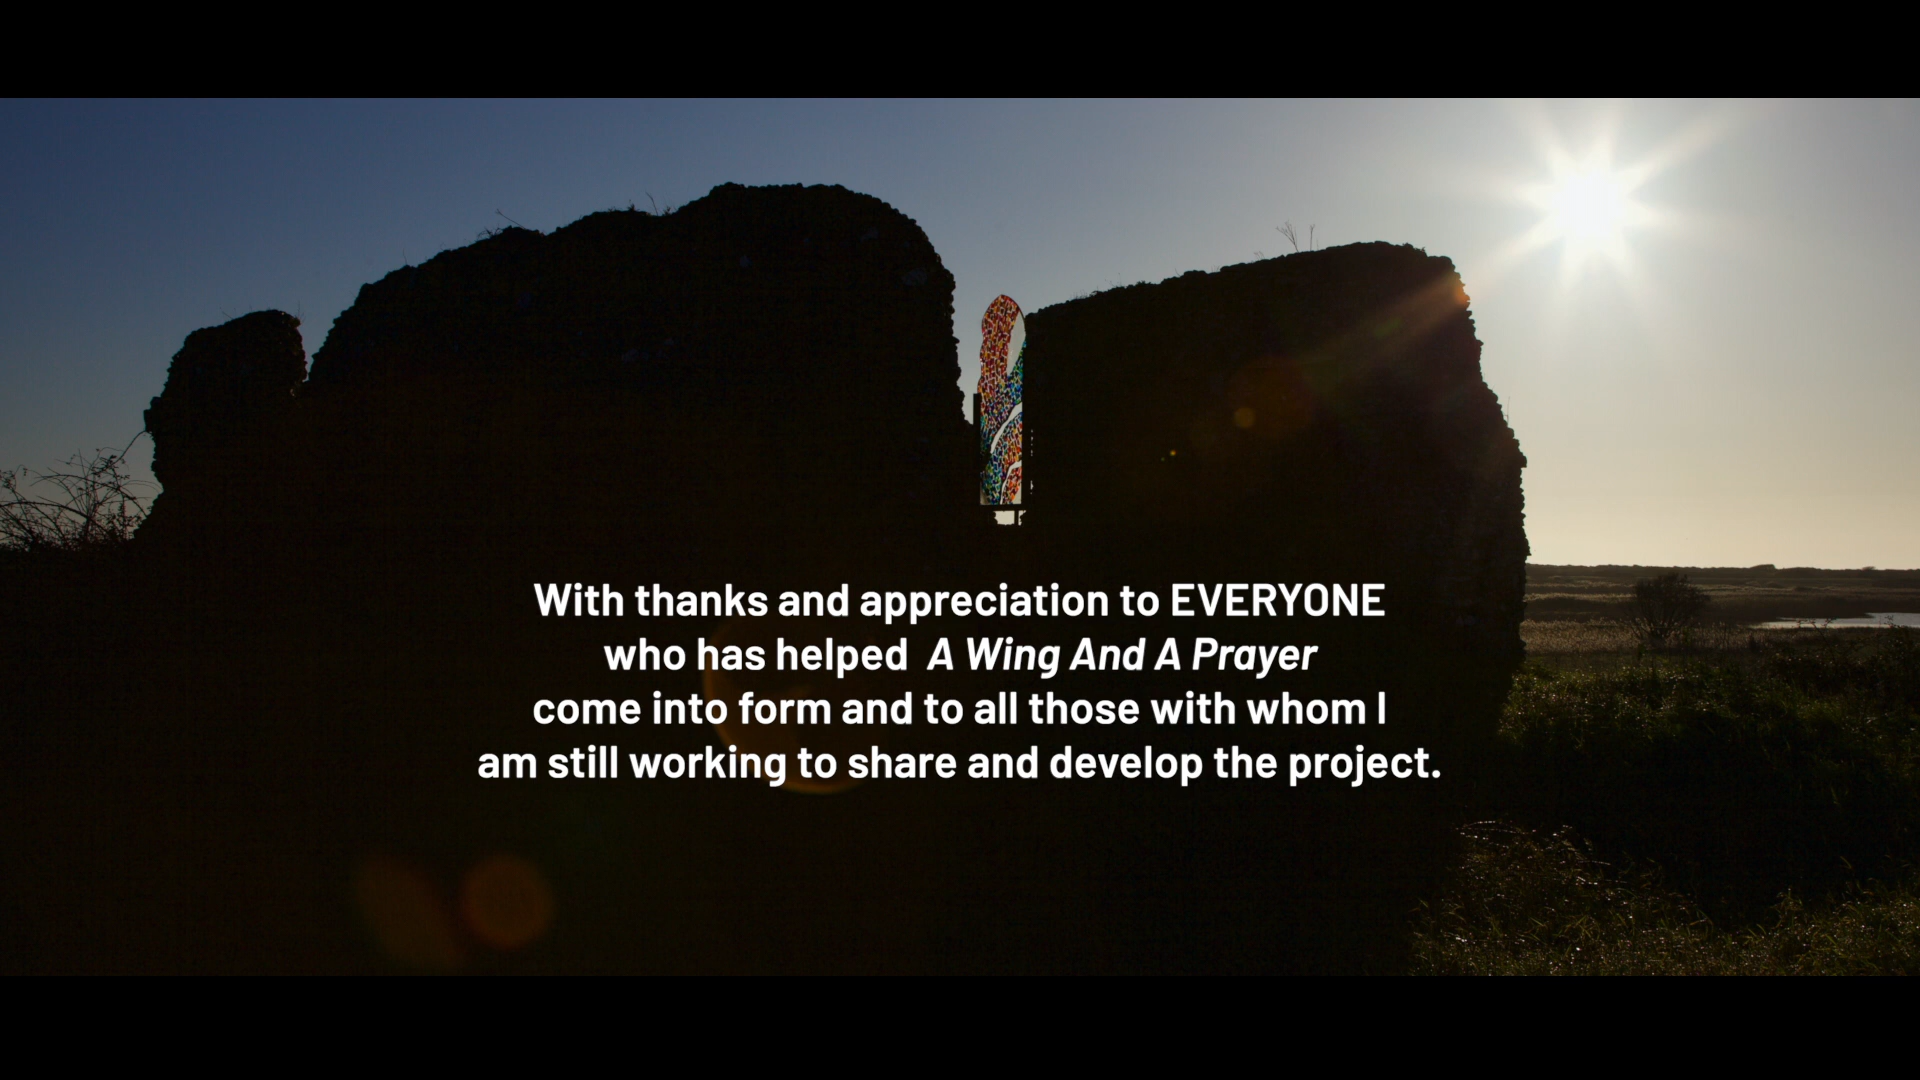 With thanks and appreciation to EVERYONE
who has helped A Wing And A Prayer
come into form and to all those with whom I
am still working to share and develop the project.